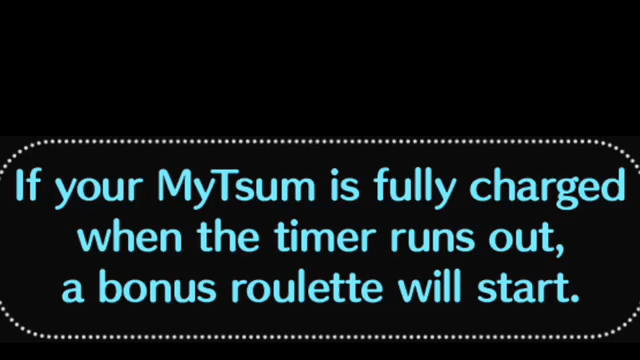 If your MyTsum is fully charged
when the timer runs out,
a bonus roulette will start.